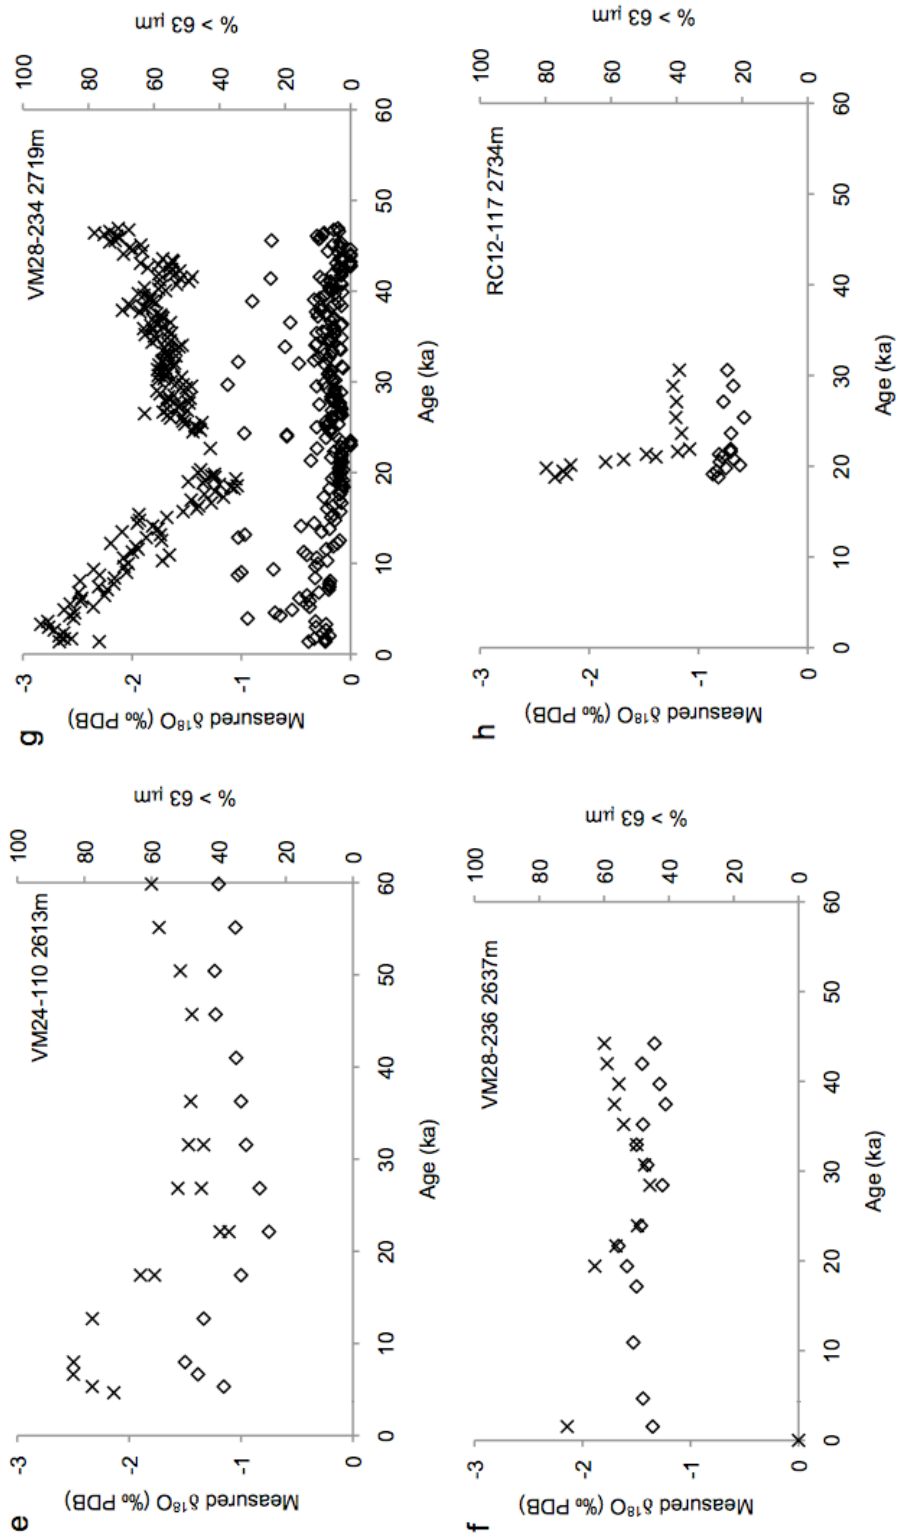 e
VM24-110 2613m
Measured δ¹⁸O (‰ PDB)
-3
-2
-1
0
0 10 20 30 40 50 60
Age (ka)
100
80
60
40
20
0
% > 63 μm
g
VM28-234 2719m
Measured δ¹⁸O (‰ PDB)
-3
-2
-1
0
0 10 20 30 40 50 60
Age (ka)
100
80
60
40
20
0
% > 63 μm
f
VM28-236 2637m
Measured δ¹⁸O (‰ PDB)
-3
-2
-1
0
0 10 20 30 40 50 60
Age (ka)
100
80
60
40
20
0
% > 63 μm
h
RC12-117 2734m
Measured δ¹⁸O (‰ PDB)
-3
-2
-1
0
0 10 20 30 40 50 60
Age (ka)
100
80
60
40
20
0
% > 63 μm